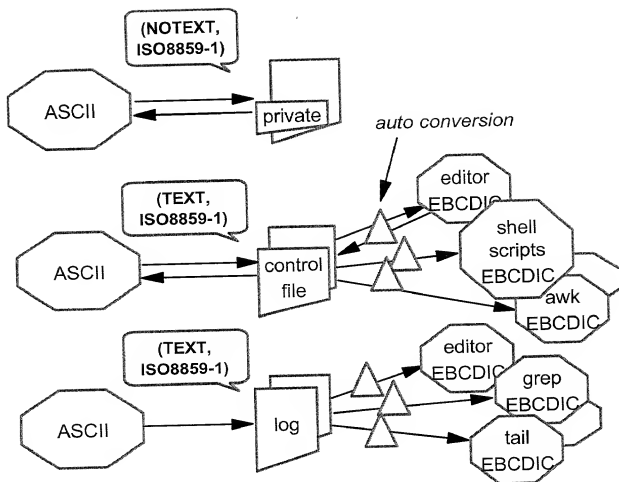 (NOTEXT,
ISO8859-1)
ASCII
private
auto conversion
(TEXT,
ISO8859-1)
ASCII
control
file
editor
EBCDIC
shell
scripts
EBCDIC
awk
EBCDIC
(TEXT,
ISO8859-1)
ASCII
log
editor
EBCDIC
grep
EBCDIC
tail
EBCDIC